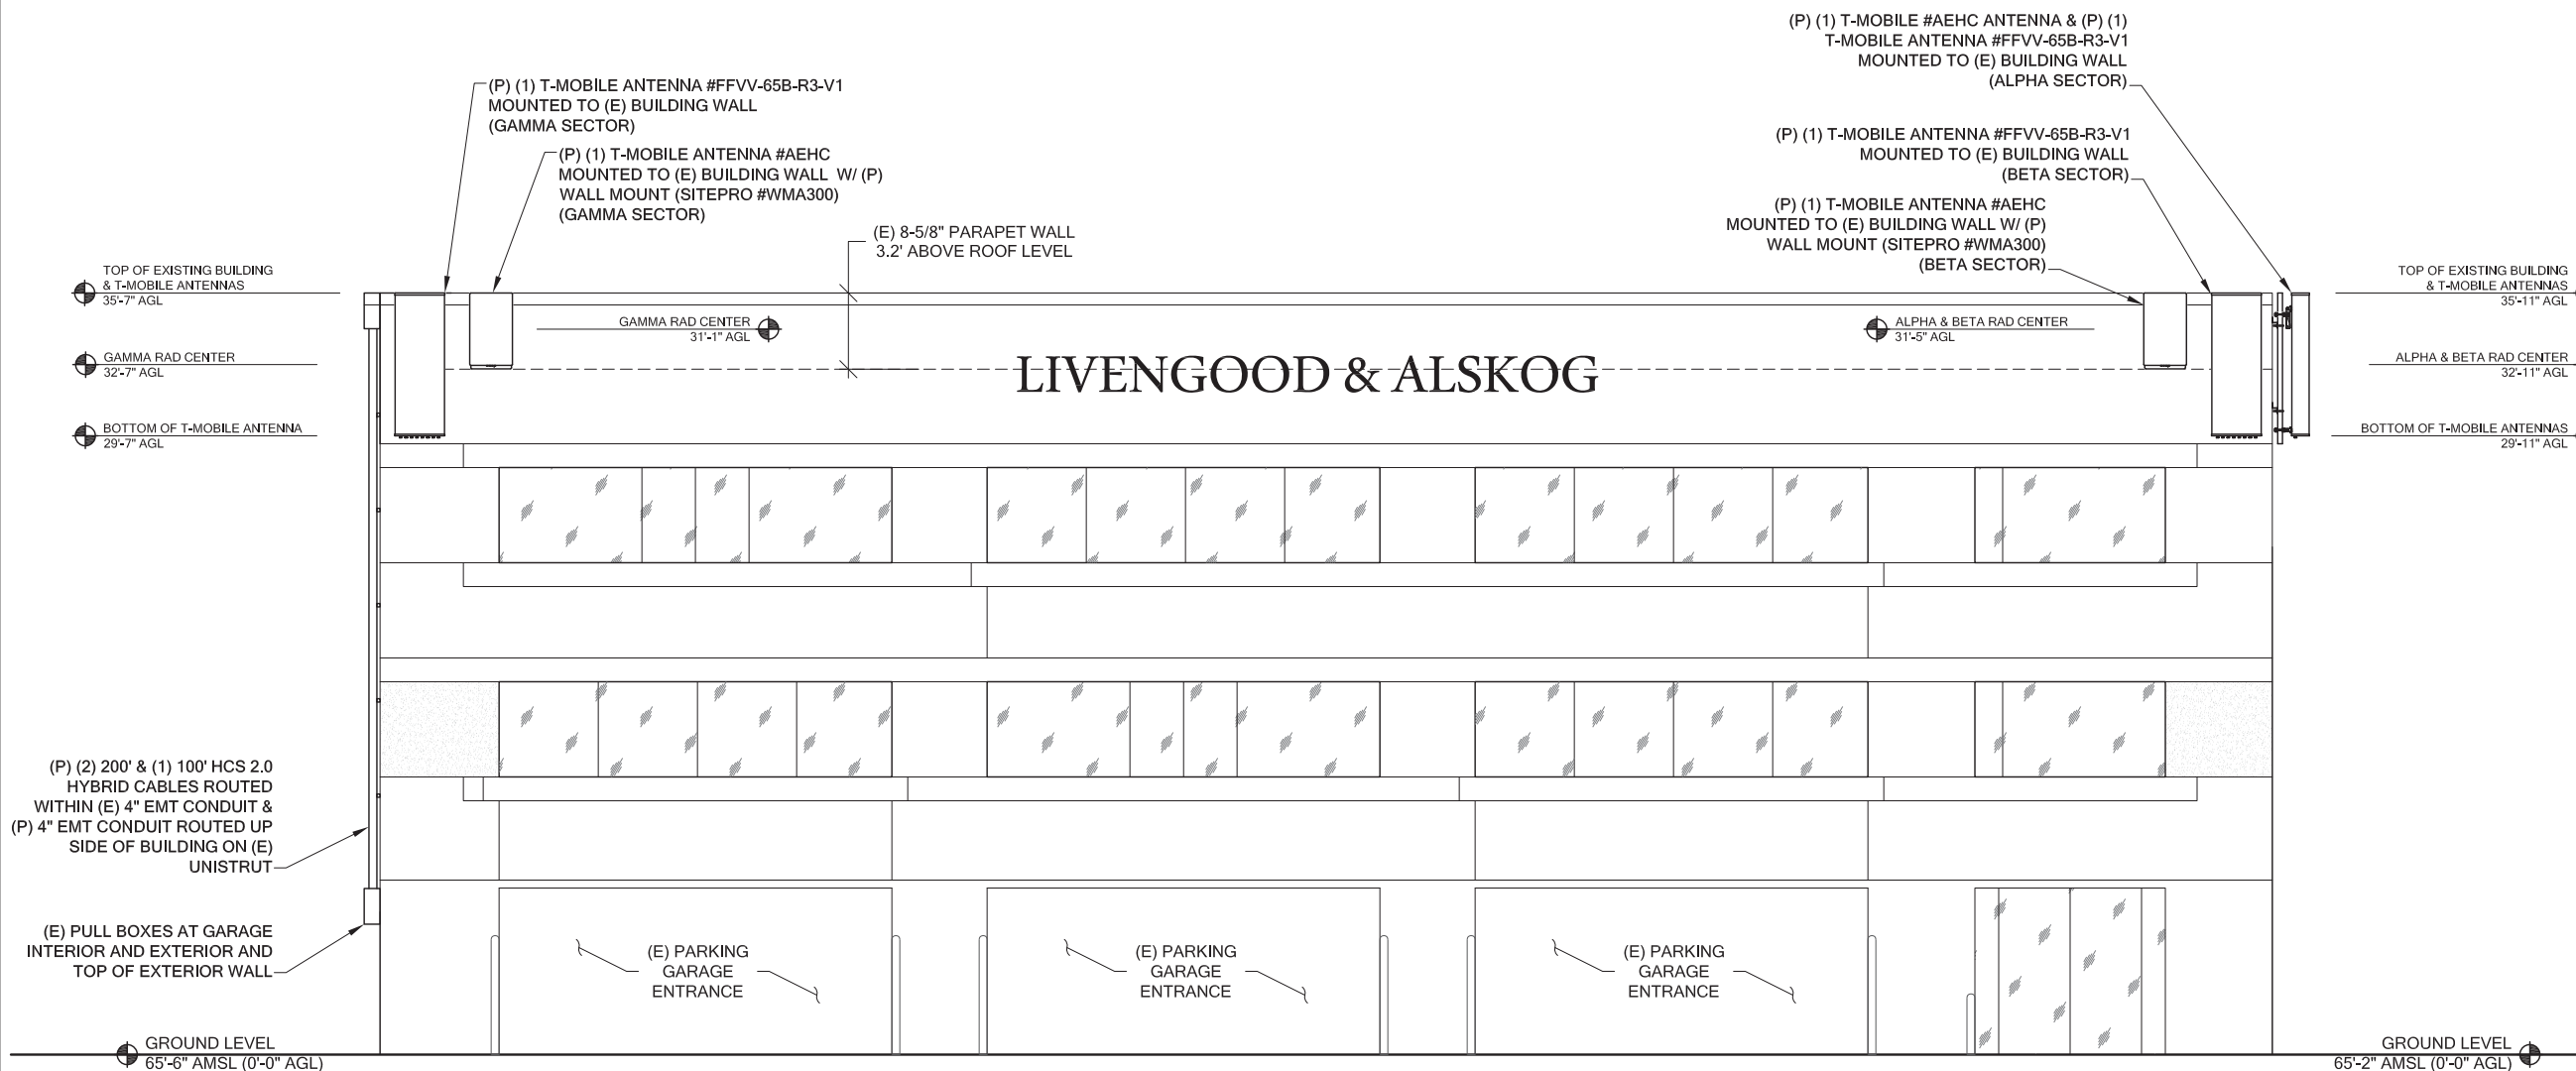 (P) (1) T-MOBILE #AEHC ANTENNA & (P) (1)
T-MOBILE ANTENNA #FFVV-65B-R3-V1
MOUNTED TO (E) BUILDING WALL
(ALPHA SECTOR)
(P) (1) T-MOBILE ANTENNA #FFVV-65B-R3-V1
MOUNTED TO (E) BUILDING WALL
(GAMMA SECTOR)
(P) (1) T-MOBILE ANTENNA #FFVV-65B-R3-V1
MOUNTED TO (E) BUILDING WALL
(BETA SECTOR)
(P) (1) T-MOBILE ANTENNA #AEHC
MOUNTED TO (E) BUILDING WALL W/ (P)
WALL MOUNT (SITEPRO #WMA300)
(GAMMA SECTOR)
(P) (1) T-MOBILE ANTENNA #AEHC
MOUNTED TO (E) BUILDING WALL W/ (P)
WALL MOUNT (SITEPRO #WMA300)
(BETA SECTOR)
(E) 8-5/8" PARAPET WALL
3.2' ABOVE ROOF LEVEL
TOP OF EXISTING BUILDING
& T-MOBILE ANTENNAS
35'-7" AGL
TOP OF EXISTING BUILDING
& T-MOBILE ANTENNAS
35'-11" AGL
GAMMA RAD CENTER
31'-1" AGL
ALPHA & BETA RAD CENTER
31'-5" AGL
GAMMA RAD CENTER
32'-7" AGL
LIVENGOOD & ALSKOG
ALPHA & BETA RAD CENTER
32'-11" AGL
BOTTOM OF T-MOBILE ANTENNA
29'-7" AGL
BOTTOM OF T-MOBILE ANTENNAS
29'-11" AGL
(P) (2) 200' & (1) 100' HCS 2.0
HYBRID CABLES ROUTED
WITHIN (E) 4" EMT CONDUIT &
(P) 4" EMT CONDUIT ROUTED UP
SIDE OF BUILDING ON (E)
UNISTRUT
(E) PULL BOXES AT GARAGE
INTERIOR AND EXTERIOR AND
TOP OF EXTERIOR WALL
(E) PARKING
GARAGE
ENTRANCE
(E) PARKING
GARAGE
ENTRANCE
(E) PARKING
GARAGE
ENTRANCE
GROUND LEVEL
65'-6" AMSL (0'-0" AGL)
GROUND LEVEL
65'-2" AMSL (0'-0" AGL)